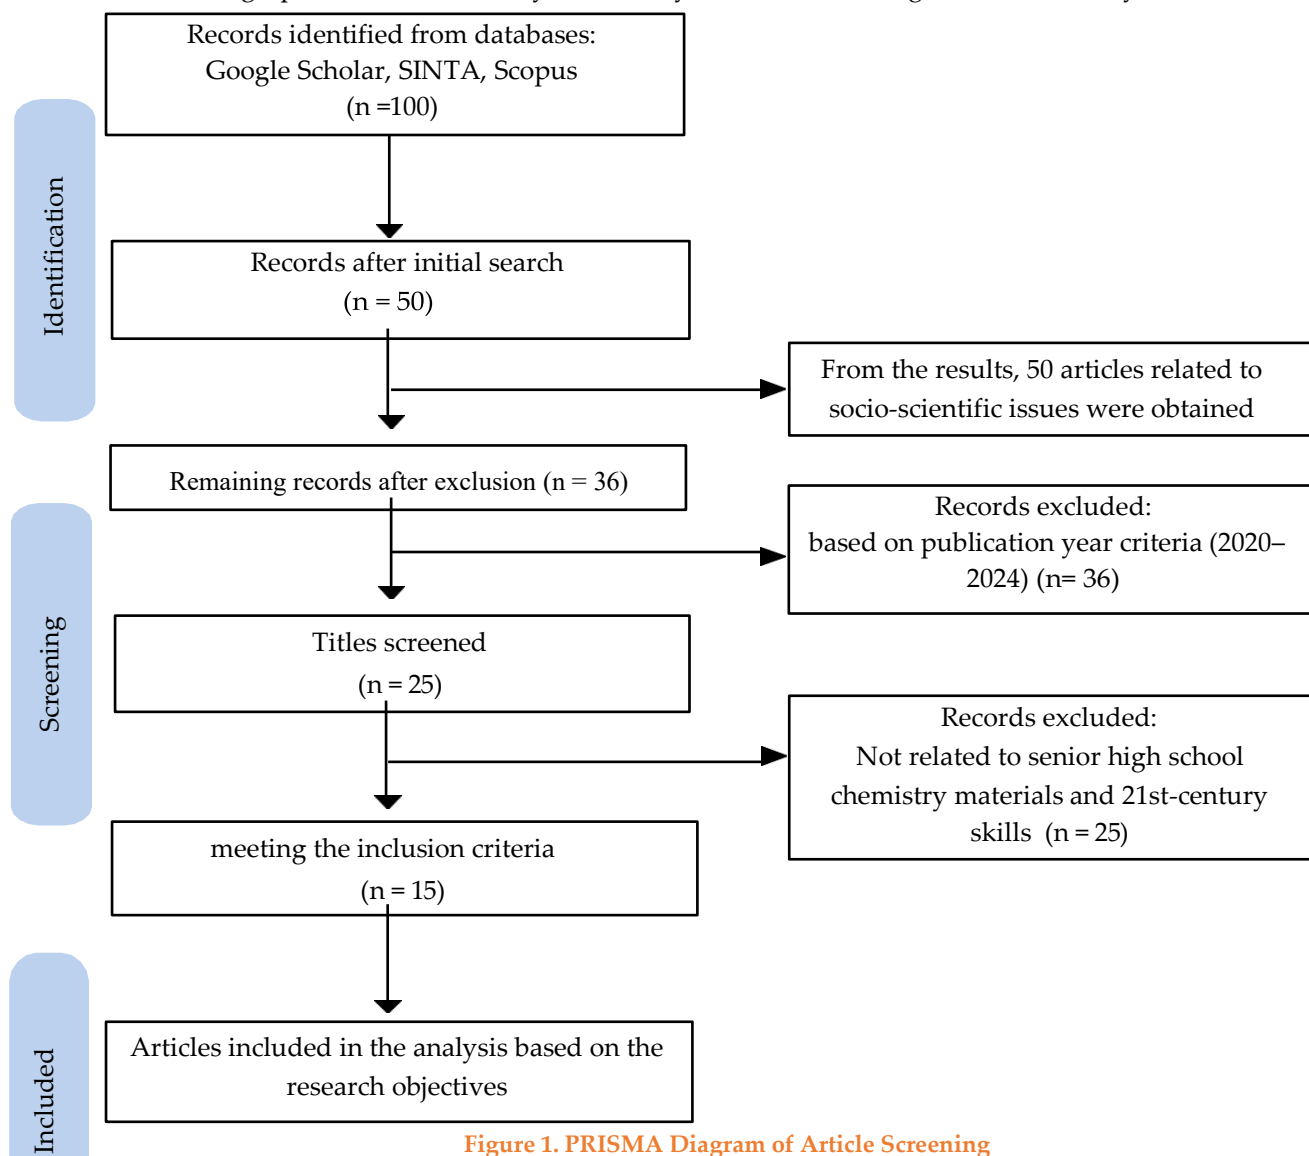 Records identified from databases:
Google Scholar, SINTA, Scopus
(n =100)
Identification
Records after initial search
(n = 50)
From the results, 50 articles related to
socio-scientific issues were obtained
Remaining records after exclusion (n = 36)
Screening
Records excluded:
based on publication year criteria (2020–
2024) (n= 36)
Titles screened
(n = 25)
Records excluded:
Not related to senior high school
chemistry materials and 21st-century
skills (n = 25)
meeting the inclusion criteria
(n = 15)
Included
Articles included in the analysis based on the
research objectives
Figure 1. PRISMA Diagram of Article Screening